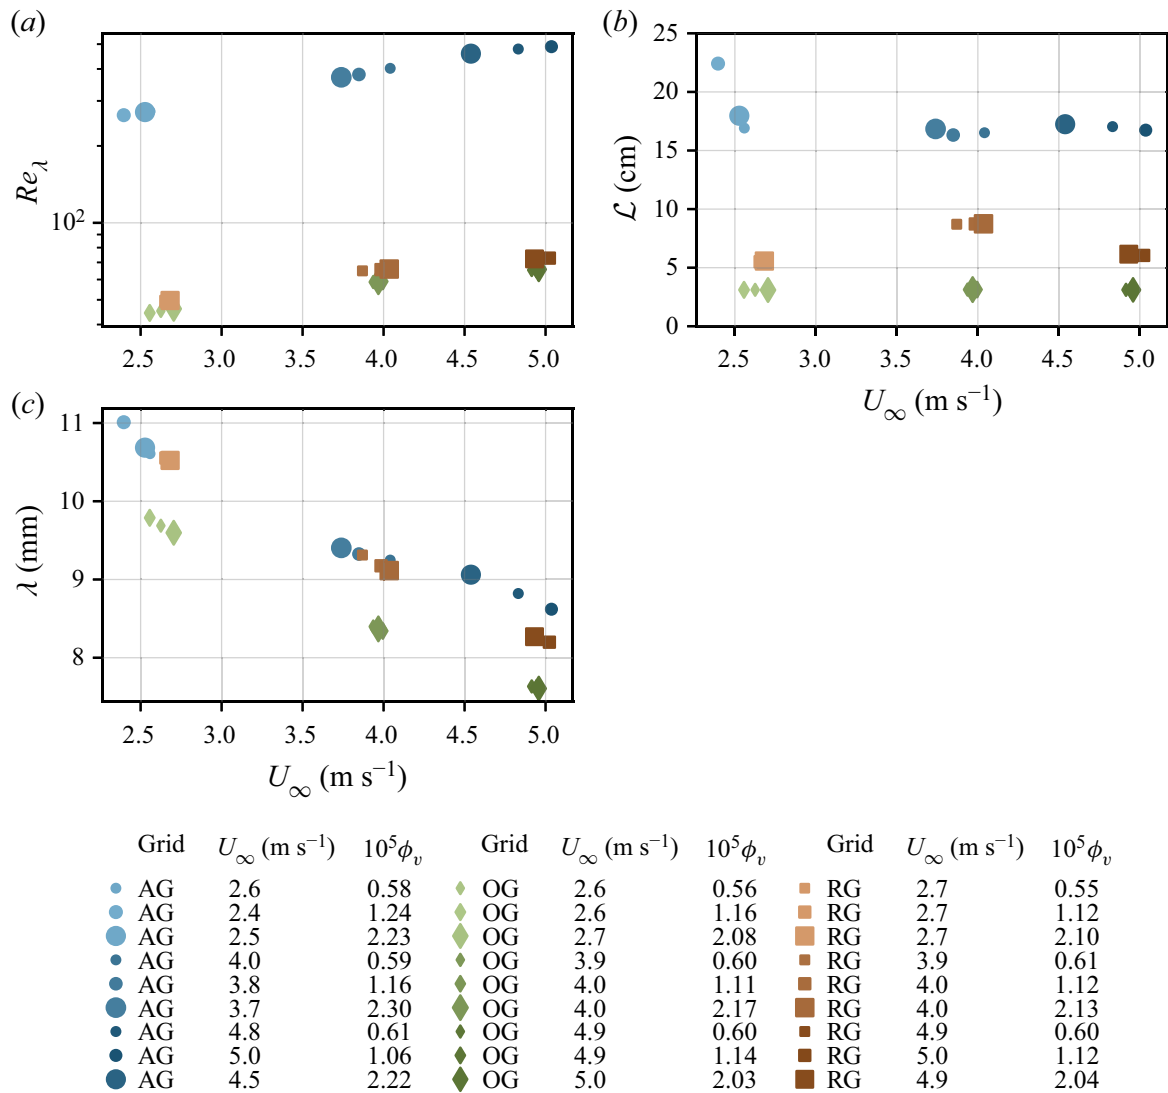 (a)
Re_λ
10²
2.5 3.0 3.5 4.0 4.5 5.0
(b)
ℒ (cm)
25
20
15
10
5
0
2.5 3.0 3.5 4.0 4.5 5.0
U_∞ (m s⁻¹)
(c)
λ (mm)
11
10
9
8
2.5 3.0 3.5 4.0 4.5 5.0
U_∞ (m s⁻¹)
Grid U_∞ (m s⁻¹) 10⁵ϕ_v Grid U_∞ (m s⁻¹) 10⁵ϕ_v Grid U_∞ (m s⁻¹) 10⁵ϕ_v
AG 2.6 0.58 OG 2.6 0.56 RG 2.7 0.55
AG 2.4 1.24 OG 2.6 1.16 RG 2.7 1.12
AG 2.5 2.23 OG 2.7 2.08 RG 2.7 2.10
AG 4.0 0.59 OG 3.9 0.60 RG 3.9 0.61
AG 3.8 1.16 OG 4.0 1.11 RG 4.0 1.12
AG 3.7 2.30 OG 4.0 2.17 RG 4.0 2.13
AG 4.8 0.61 OG 4.9 0.60 RG 4.9 0.60
AG 5.0 1.06 OG 4.9 1.14 RG 5.0 1.12
AG 4.5 2.22 OG 5.0 2.03 RG 4.9 2.04